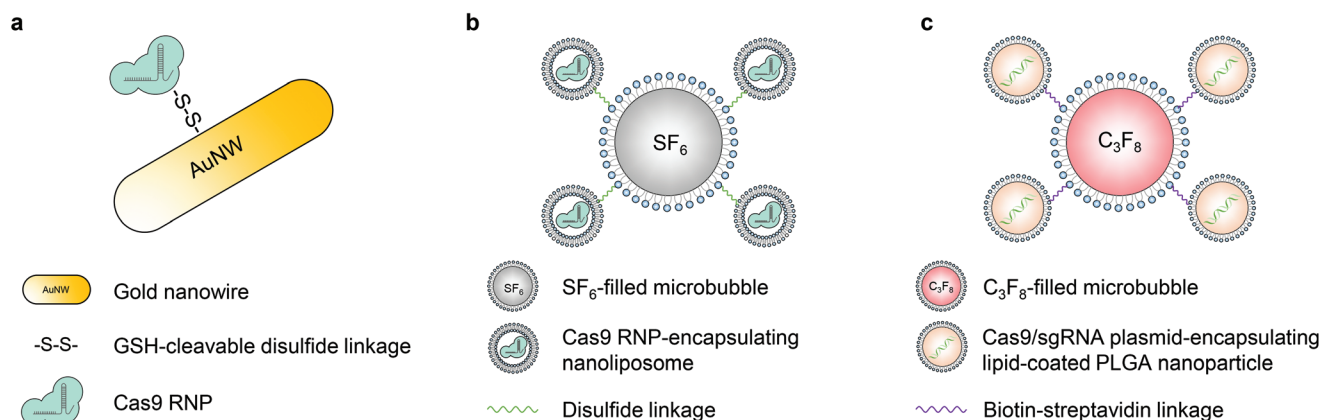 a
-S-S-
AuNW
AuNW
Gold nanowire
-S-S-
GSH-cleavable disulfide linkage
Cas9 RNP
b
SF₆
SF₆
SF₆-filled microbubble
Cas9 RNP-encapsulating
nanoliposome
Disulfide linkage
c
C₃F₈
C₃F₈
C₃F₈-filled microbubble
Cas9/sgRNA plasmid-encapsulating
lipid-coated PLGA nanoparticle
Biotin-streptavidin linkage